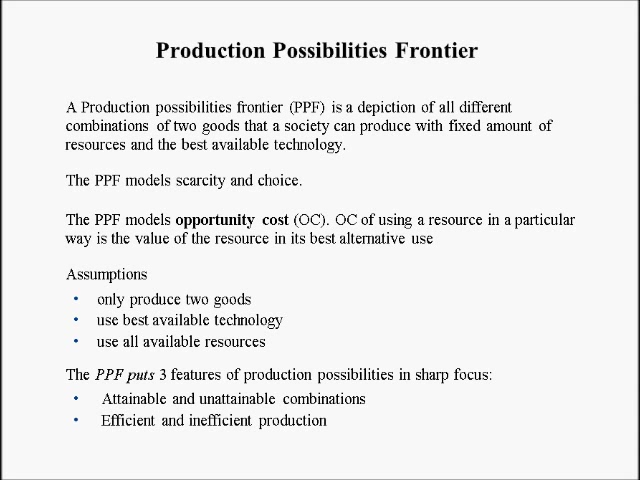 Production Possibilities Frontier
A Production possibilities frontier (PPF) is a depiction of all different
combinations of two goods that a society can produce with fixed amount of
resources and the best available technology.
The PPF models scarcity and choice.
The PPF models opportunity cost (OC). OC of using a resource in a particular
way is the value of the resource in its best alternative use
Assumptions
• only produce two goods
• use best available technology
• use all available resources
The PPF puts 3 features of production possibilities in sharp focus:
• Attainable and unattainable combinations
• Efficient and inefficient production